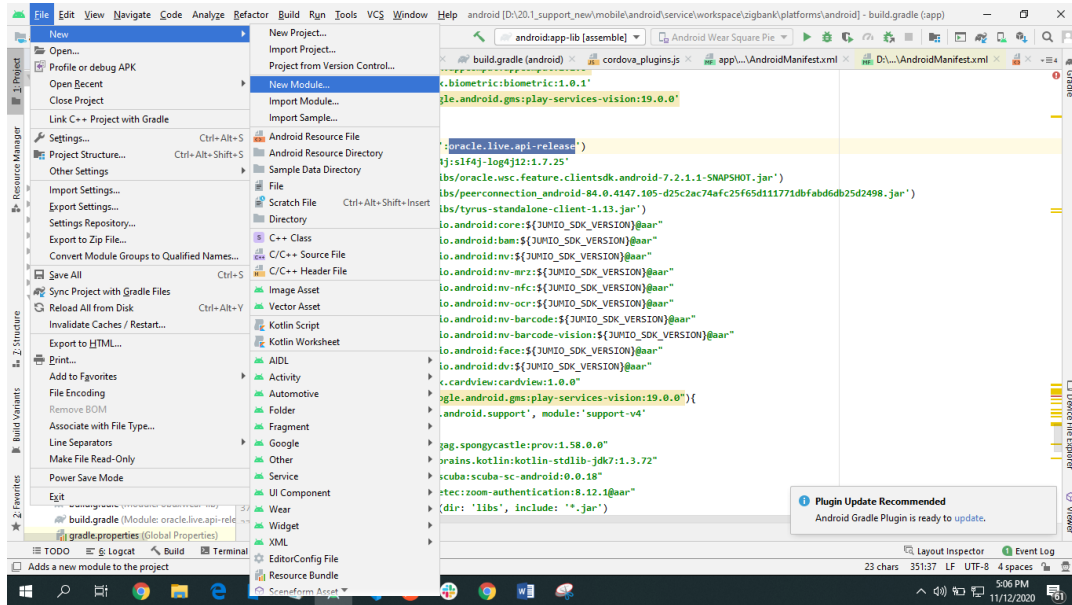 File Edit View Navigate Code Analyze Refactor Build Run Tools VCS Window Help android [D:\20.1_support_new\mobile\android\service\workspace\zigbank\platforms\android] - build.gradle (:app)
android:app-lib [assemble] Android Wear Square Pie
build.gradle (android) cordova_plugins.js app\...\AndroidManifest.xml D:\...\AndroidManifest.xml
New
Open...
Profile or debug APK
Open Recent
Close Project
Link C++ Project with Gradle
Settings... Ctrl+Alt+S
Project Structure... Ctrl+Alt+Shift+S
Other Settings
Import Settings...
Export Settings...
Settings Repository...
Export to Zip File...
Convert Module Groups to Qualified Names...
Save All Ctrl+S
Sync Project with Gradle Files
Reload All from Disk Ctrl+Alt+Y
Invalidate Caches / Restart...
Export to HTML...
Print...
Add to Favorites
File Encoding
Remove BOM
Associate with File Type...
Line Separators
Make File Read-Only
Power Save Mode
Exit
New Project...
Import Project...
Project from Version Control...
New Module...
Import Module...
Import Sample...
Android Resource File
Android Resource Directory
Sample Data Directory
File
Scratch File Ctrl+Alt+Shift+Insert
Directory
C++ Class
C/C++ Source File
C/C++ Header File
Image Asset
Vector Asset
Kotlin Script
Kotlin Worksheet
AIDL
Activity
Automotive
Folder
Fragment
Google
Other
Service
UI Component
Wear
Widget
XML
EditorConfig File
Resource Bundle
Sceneform Asset
.biometric:biometric:1.0.1'
gle.android.gms:play-services-vision:19.0.0'
':oracle.live.api-release')
4j:slf4j-log4j12:1.7.25'
ibs/oracle.wsc.feature.clientsdk.android-7.2.1.1-SNAPSHOT.jar')
ibs/peerconnection_android-84.0.4147.105-d25c2ac74afc25f65d111771dbfabd6db25d2498.jar')
ibs/tyrus-standalone-client-1.13.jar')
io.android:core:${JUMIO_SDK_VERSION}@aar"
io.android:bam:${JUMIO_SDK_VERSION}@aar"
io.android:nv:${JUMIO_SDK_VERSION}@aar"
io.android:nv-mrz:${JUMIO_SDK_VERSION}@aar"
io.android:nv-nfc:${JUMIO_SDK_VERSION}@aar"
io.android:nv-ocr:${JUMIO_SDK_VERSION}@aar"
io.android:nv-barcode:${JUMIO_SDK_VERSION}@aar"
io.android:nv-barcode-vision:${JUMIO_SDK_VERSION}@aar"
io.android:face:${JUMIO_SDK_VERSION}@aar"
io.android:dv:${JUMIO_SDK_VERSION}@aar"
x.cardview:cardview:1.0.0"
ogle.android.gms:play-services-vision:19.0.0"){
.android.support', module:'support-v4'
gag.spongycastle:prov:1.58.0.0"
brains.kotlin:kotlin-stdlib-jdk7:1.3.72"
scuba:scuba-sc-android:0.0.18"
etec:zoom-authentication:8.12.1@aar"
(dir: 'libs', include: '*.jar')
1: Project
Resource Manager
Z: Structure
Build Variants
2: Favorites
Gradle
Device File Explorer
build.gradle (Module: oracle.live.api-rele
gradle.properties (Global Properties)
Plugin Update Recommended
Android Gradle Plugin is ready to update.
TODO 6: Logcat Build Terminal
Layout Inspector Event Log
Adds a new module to the project
23 chars 351:37 LF UTF-8 4 spaces
5:06 PM
11/12/2020
61